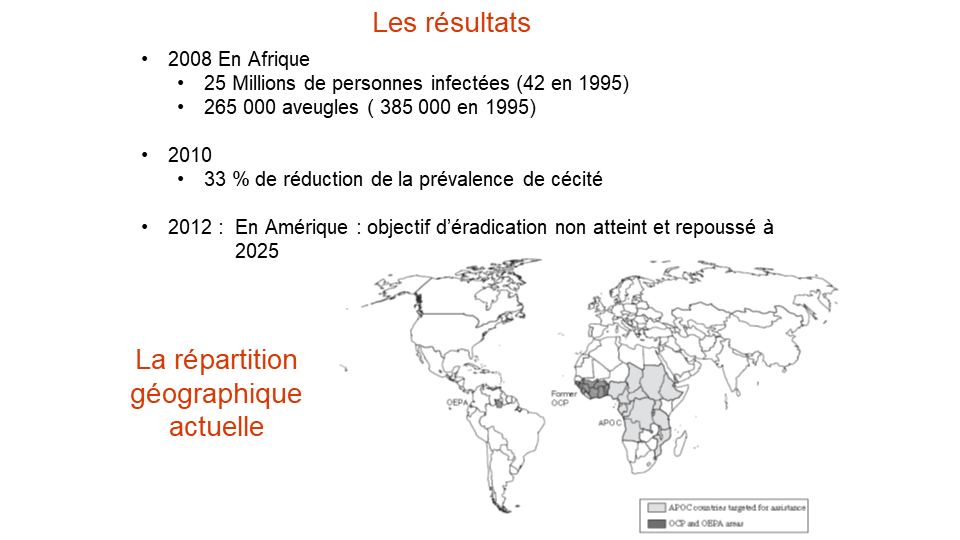 Les résultats
• 2008 En Afrique
• 25 Millions de personnes infectées (42 en 1995)
• 265 000 aveugles ( 385 000 en 1995)
• 2010
• 33 % de réduction de la prévalence de cécité
• 2012 : En Amérique : objectif d’éradication non atteint et repoussé à
2025
La répartition
géographique
actuelle
OEPA
Former
OCP
APOC
APOC countries targeted for assistance
OCP and OEPA areas